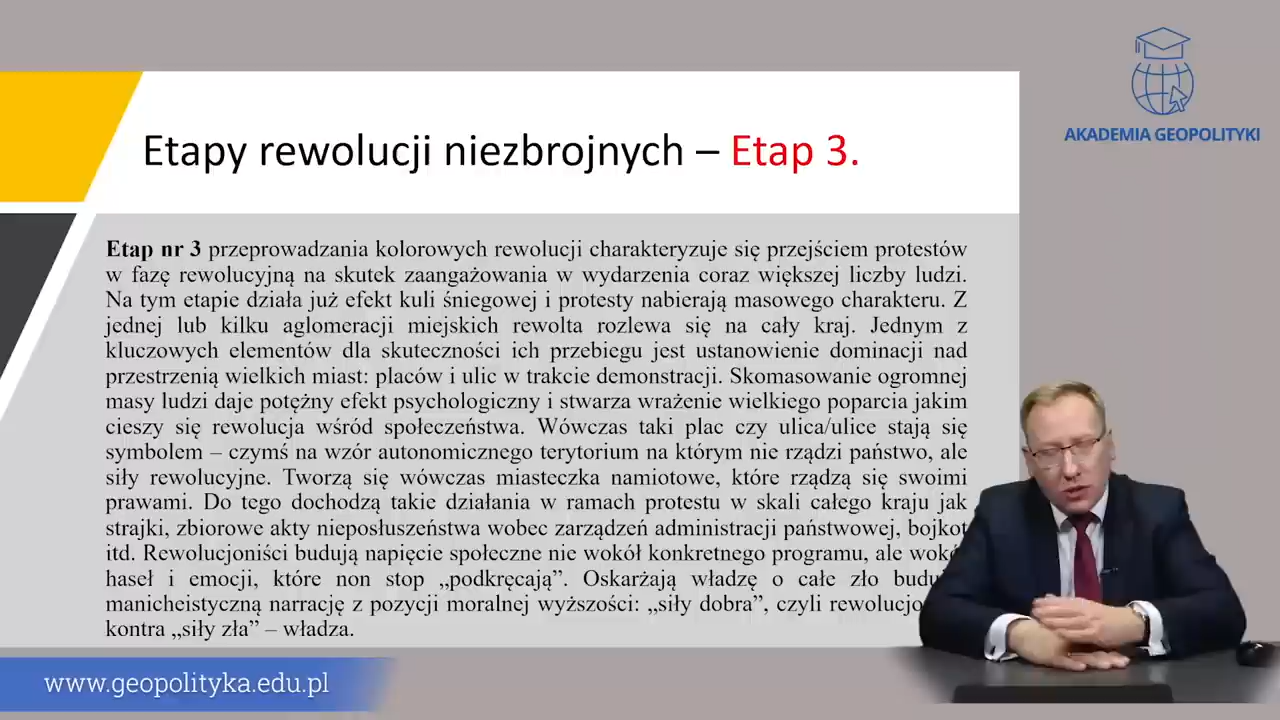 AKADEMIA GEOPOLITYKI
Etapy rewolucji niezbrojnych – Etap 3.
Etap nr 3 przeprowadzania kolorowych rewolucji charakteryzuje się przejściem protestów
w fazę rewolucyjną na skutek zaangażowania w wydarzenia coraz większej liczby ludzi.
Na tym etapie działa już efekt kuli śniegowej i protesty nabierają masowego charakteru. Z
jednej lub kilku aglomeracji miejskich rewolta rozlewa się na cały kraj. Jednym z
kluczowych elementów dla skuteczności ich przebiegu jest ustanowienie dominacji nad
przestrzenią wielkich miast: placów i ulic w trakcie demonstracji. Skomasowanie ogromnej
masy ludzi daje potężny efekt psychologiczny i stwarza wrażenie wielkiego poparcia jakim
cieszy się rewolucja wśród społeczeństwa. Wówczas taki plac czy ulica/ulice stają się
symbolem – czymś na wzór autonomicznego terytorium na którym nie rządzi państwo, ale
siły rewolucyjne. Tworzą się wówczas miasteczka namiotowe, które rządzą się swoimi
prawami. Do tego dochodzą takie działania w ramach protestu w skali całego kraju jak
strajki, zbiorowe akty nieposłuszeństwa wobec zarządzeń administracji państwowej, bojkot
itd. Rewolucjoniści budują napięcie społeczne nie wokół konkretnego programu, ale
haseł i emocji, które non stop „podkręcają”. Oskarżają władzę o całe zło
manicheistyczną narrację z pozycji moralnej wyższości: „siły dobra”, czyli
kontra „siły zła” – władza.
www.geopolityka.edu.pl